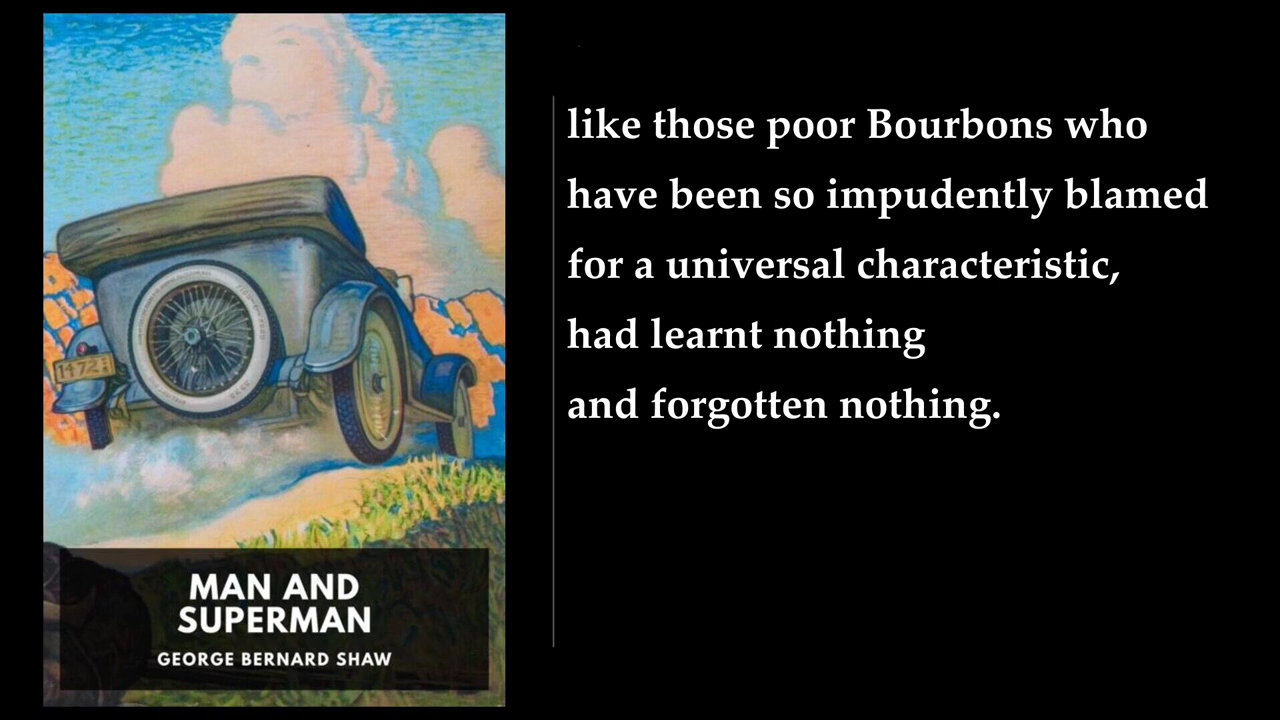 like those poor Bourbons who
have been so impudently blamed
for a universal characteristic,
had learnt nothing
and forgotten nothing.
1472
MAN AND
SUPERMAN
GEORGE BERNARD SHAW